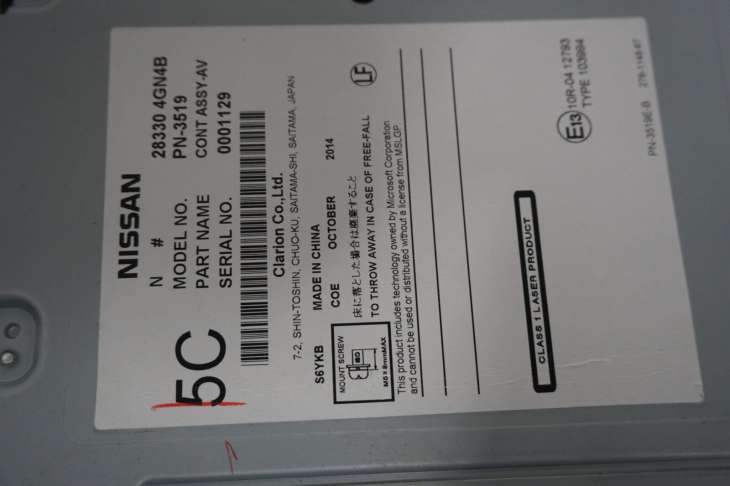 NISSAN
N # 28330 4GN4B
MODEL NO. PN-3519
PART NAME CONT ASSY-AV
SERIAL NO. 0001129
5C
Clarion Co.,Ltd.
7-2, SHIN-TOSHIN, CHUO-KU, SAITAMA-SHI, SAITAMA, JAPAN
S6YKB MADE IN CHINA
COE OCTOBER 2014
LF
床に落とした場合は廃棄すること
TO THROW AWAY IN CASE OF FREE-FALL
MOUNT SCREW
M5 x 8mmMAX
This product includes technology owned by Microsoft Corporation
and cannot be used or distributed without a license from MSLGP.
CLASS 1 LASER PRODUCT
E13 10R-04 12793
TYPE 103994
PN-3519E-B 276-1148-67